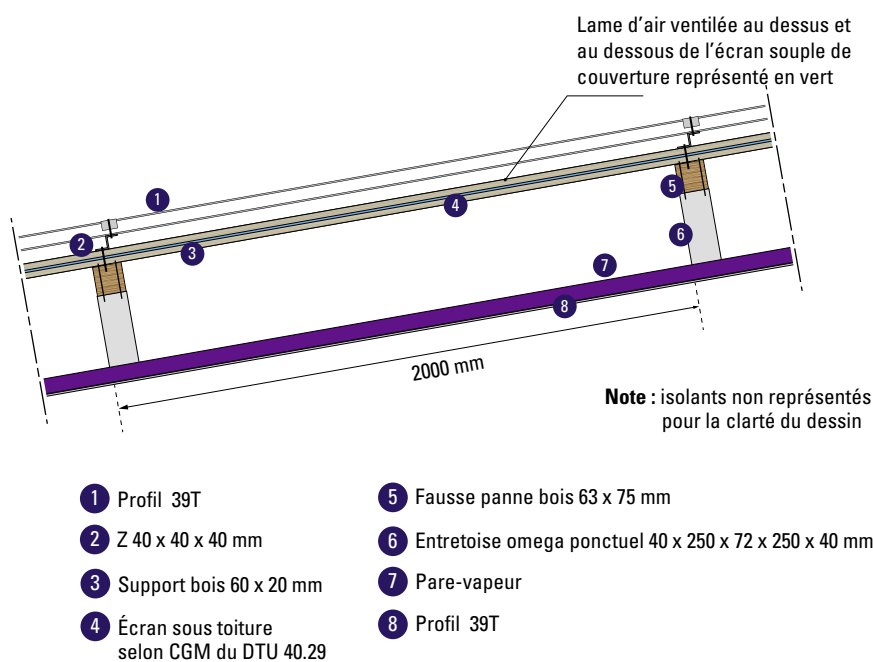 Lame d'air ventilée au dessus et
au dessous de l'écran souple de
couverture représenté en vert
1
2
3
4
5
6
7
8
2000 mm
Note : isolants non représentés
pour la clarté du dessin
1 Profil 39T
2 Z 40 x 40 x 40 mm
3 Support bois 60 x 20 mm
4 Écran sous toiture
selon CGM du DTU 40.29
5 Fausse panne bois 63 x 75 mm
6 Entretoise omega ponctuel 40 x 250 x 72 x 250 x 40 mm
7 Pare-vapeur
8 Profil 39T